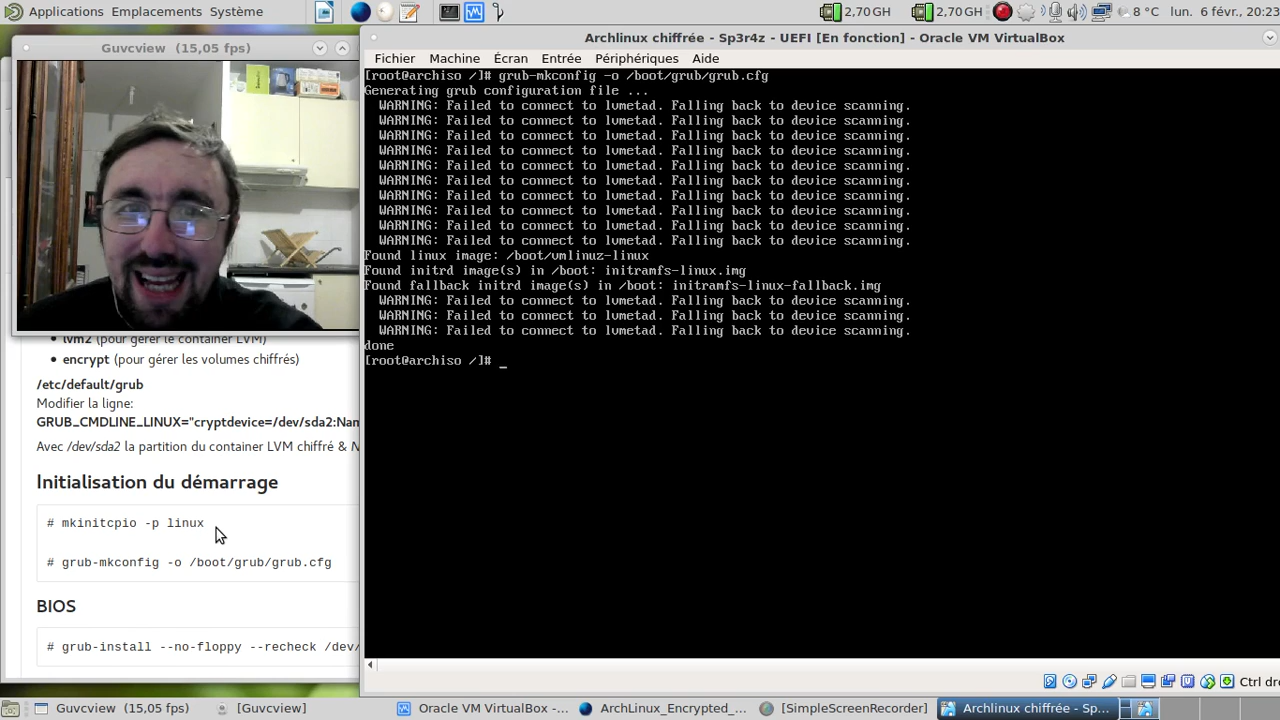 Applications Emplacements Système
2,70 GH
2,70 GH
8 °C
lun. 6 févr., 20:23
Guvcview (15,05 fps)
Archlinux chiffrée - Sp3r4z - UEFI [En fonction] - Oracle VM VirtualBox
Fichier Machine Écran Entrée Périphériques Aide
[root@archiso /]# grub-mkconfig -o /boot/grub/grub.cfg
Generating grub configuration file ...
WARNING: Failed to connect to lvmetad. Falling back to device scanning.
WARNING: Failed to connect to lvmetad. Falling back to device scanning.
WARNING: Failed to connect to lvmetad. Falling back to device scanning.
WARNING: Failed to connect to lvmetad. Falling back to device scanning.
WARNING: Failed to connect to lvmetad. Falling back to device scanning.
WARNING: Failed to connect to lvmetad. Falling back to device scanning.
WARNING: Failed to connect to lvmetad. Falling back to device scanning.
WARNING: Failed to connect to lvmetad. Falling back to device scanning.
WARNING: Failed to connect to lvmetad. Falling back to device scanning.
WARNING: Failed to connect to lvmetad. Falling back to device scanning.
Found linux image: /boot/vmlinuz-linux
Found initrd image(s) in /boot: initramfs-linux.img
Found fallback initrd image(s) in /boot: initramfs-linux-fallback.img
WARNING: Failed to connect to lvmetad. Falling back to device scanning.
WARNING: Failed to connect to lvmetad. Falling back to device scanning.
WARNING: Failed to connect to lvmetad. Falling back to device scanning.
done
[root@archiso /]# _
lvm2 (pour gérer le container LVM)
encrypt (pour gérer les volumes chiffrés)
/etc/default/grub
Modifier la ligne:
GRUB_CMDLINE_LINUX="cryptdevice=/dev/sda2:Nam
Avec /dev/sda2 la partition du container LVM chiffré & N
Initialisation du démarrage
# mkinitcpio -p linux
# grub-mkconfig -o /boot/grub/grub.cfg
BIOS
# grub-install --no-floppy --recheck /dev/
Ctrl dro
Guvcview (15,05 fps)
[Guvcview]
Oracle VM VirtualBox -...
ArchLinux_Encrypted_...
[SimpleScreenRecorder]
Archlinux chiffrée - Sp...